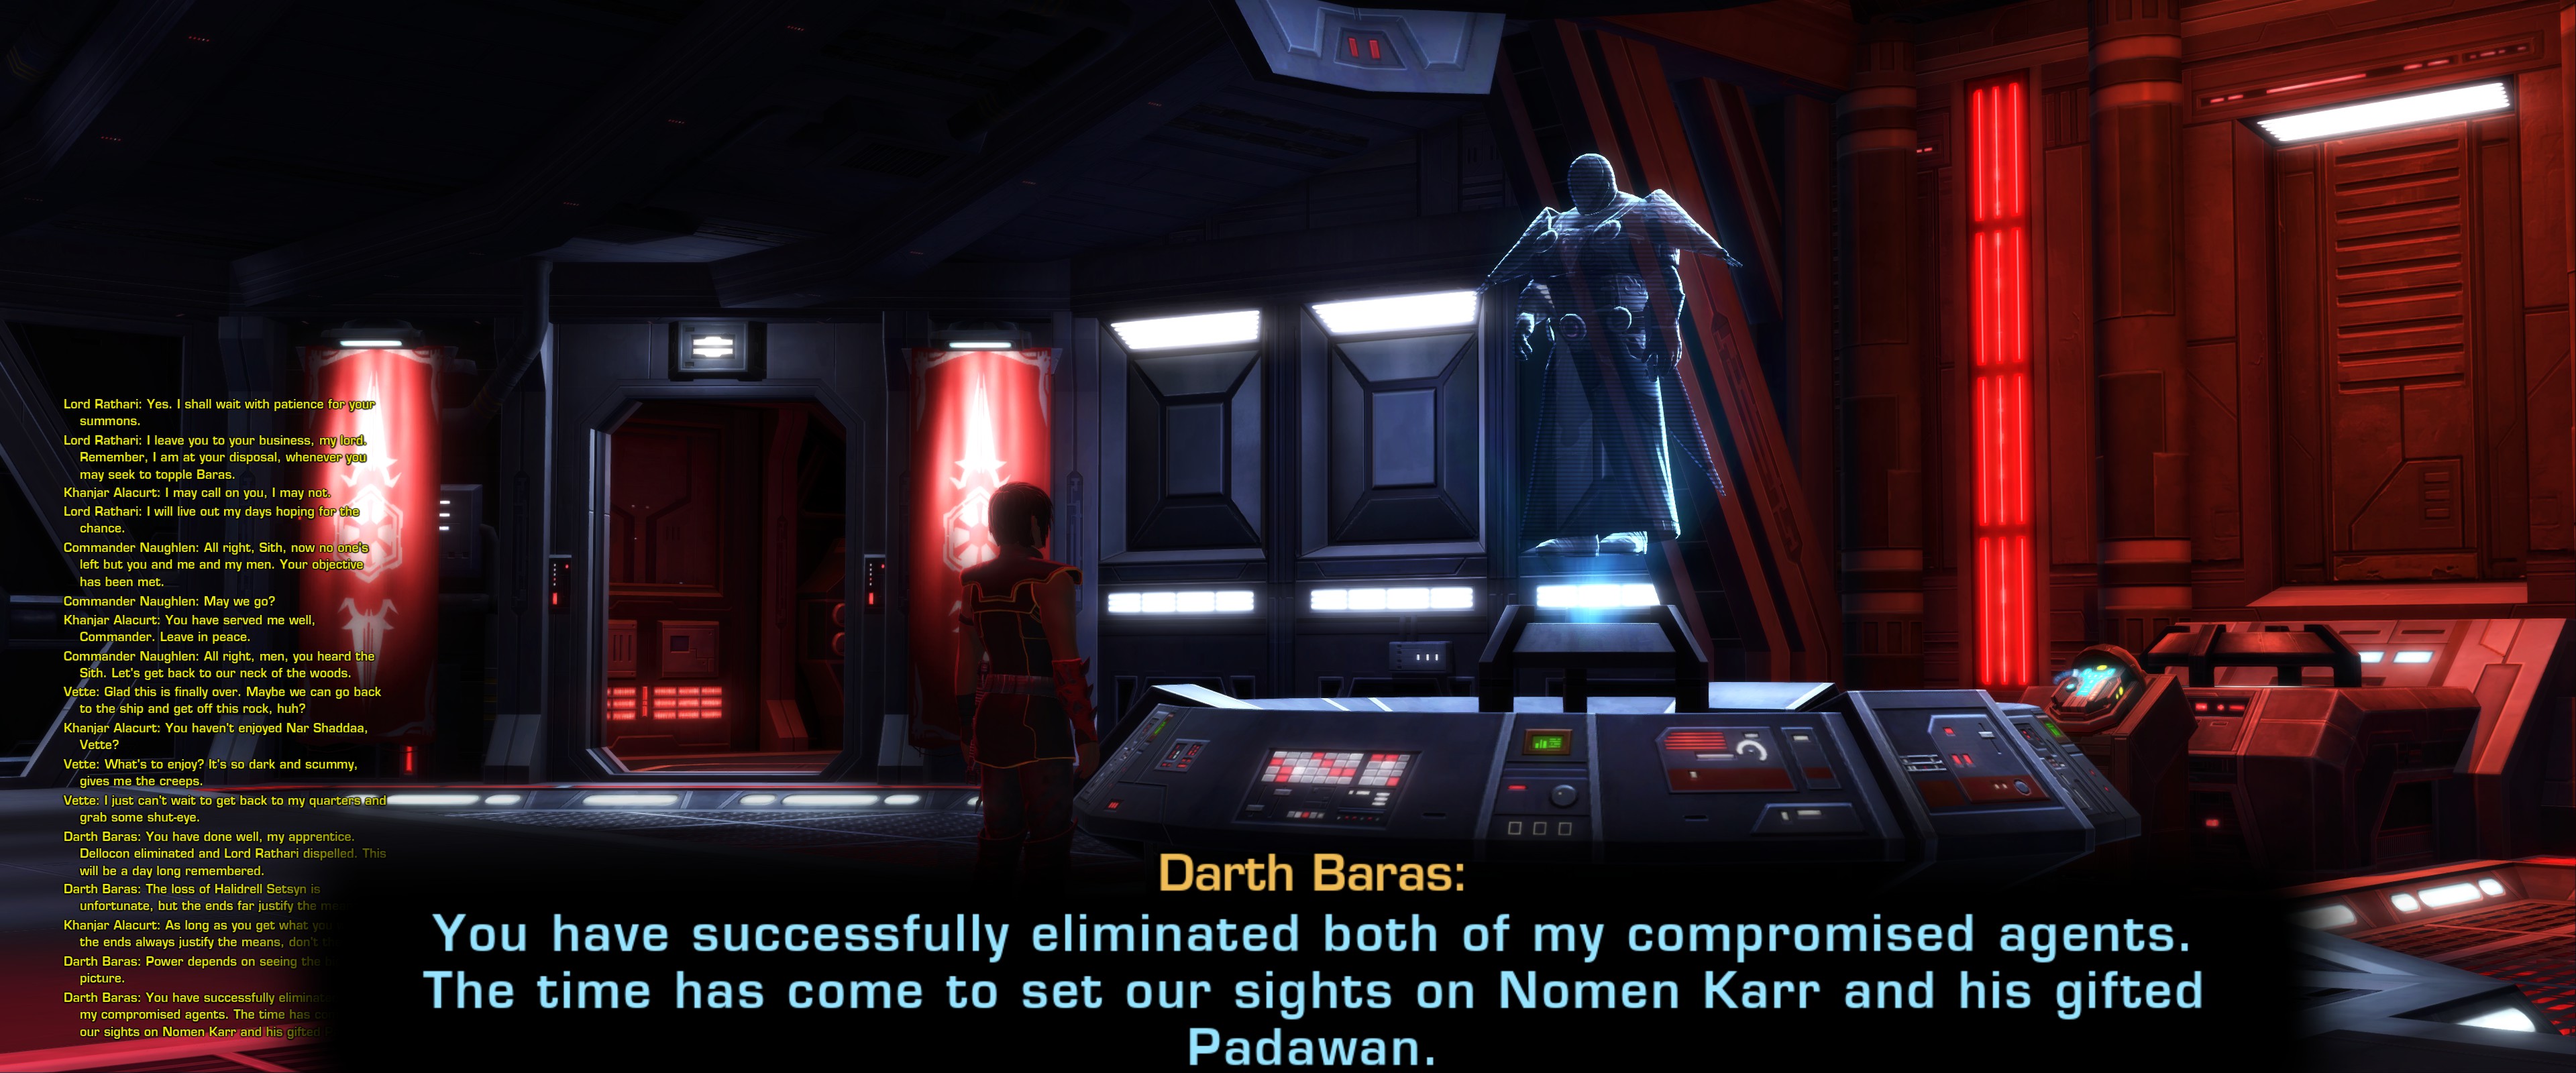 Lord Rathari: Yes. I shall wait with patience for your
summons.
Lord Rathari: I leave you to your business, my lord.
Remember, I am at your disposal, whenever you
may seek to topple Baras.
Khanjar Alacurt: I may call on you, I may not.
Lord Rathari: I will live out my days hoping for the
chance.
Commander Naughlen: All right, Sith, now no one's
left but you and me and my men. Your objective
has been met.
Commander Naughlen: May we go?
Khanjar Alacurt: You have served me well,
Commander. Leave in peace.
Commander Naughlen: All right, men, you heard the
Sith. Let's get back to our neck of the woods.
Vette: Glad this is finally over. Maybe we can go back
to the ship and get off this rock, huh?
Khanjar Alacurt: You haven't enjoyed Nar Shaddaa,
Vette?
Vette: What's to enjoy? It's so dark and scummy,
gives me the creeps.
Vette: I just can't wait to get back to my quarters and
grab some shut-eye.
Darth Baras: You have done well, my apprentice.
Dellocon eliminated and Lord Rathari dispelled. This
will be a day long remembered.
Darth Baras: The loss of Halidrell Setsyn is
unfortunate, but the ends far justify the
Khanjar Alacurt: As long as you get what
the ends always justify the means,
Darth Baras: Power depends on seeing the
picture.
Darth Baras: You have successfully
my compromised agents. The time has
our sights on Nomen Karr and his gifted
Darth Baras:
You have successfully eliminated both of my compromised agents.
The time has come to set our sights on Nomen Karr and his gifted
Padawan.